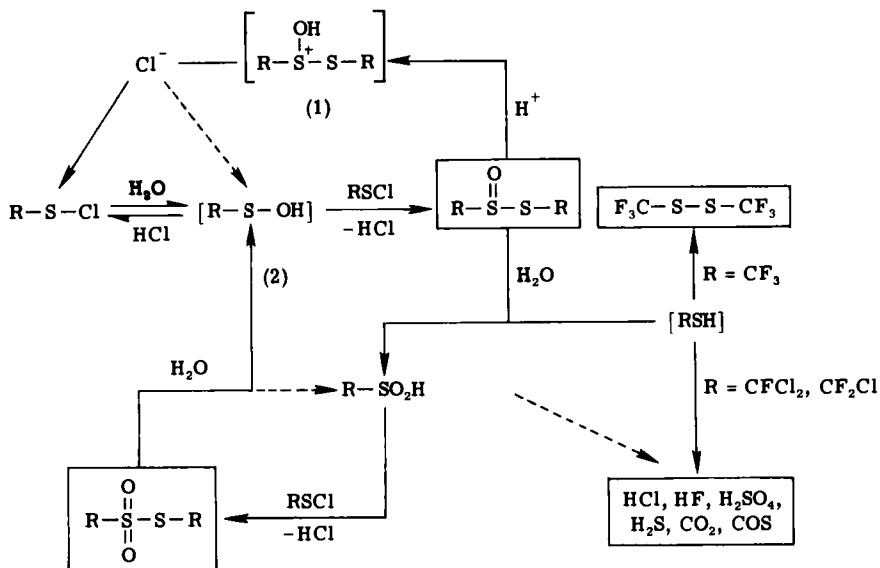 OH
Cl⁻
[R–S⁺–S–R]
(1)
H⁺
O
R–S–Cl
H₂O
HCl
[R–S–OH]
RSCl
–HCl
R–S–S–R
F₃C–S–S–CF₃
(2)
H₂O
R = CF₃
[RSH]
H₂O
R–SO₂H
R = CFCl₂, CF₂Cl
O
R–S–S–R
O
RSCl
–HCl
HCl, HF, H₂SO₄,
H₂S, CO₂, COS